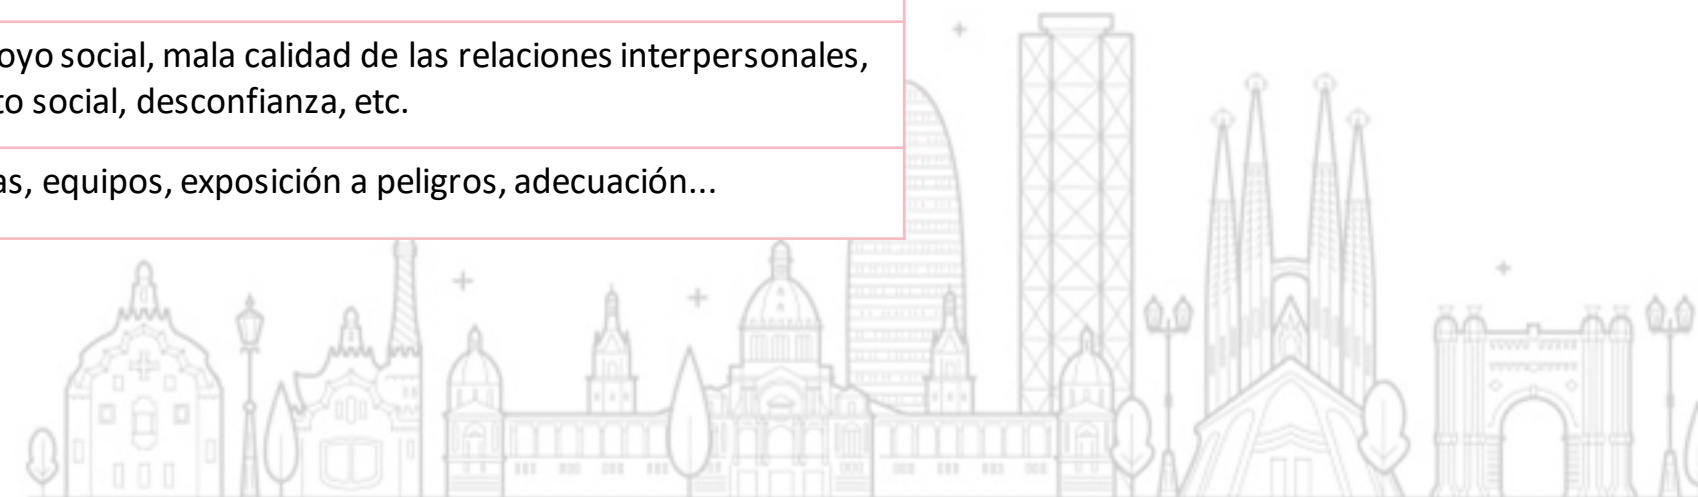 oyo social, mala calidad de las relaciones interpersonales,
to social, desconfianza, etc.
as, equipos, exposición a peligros, adecuación...